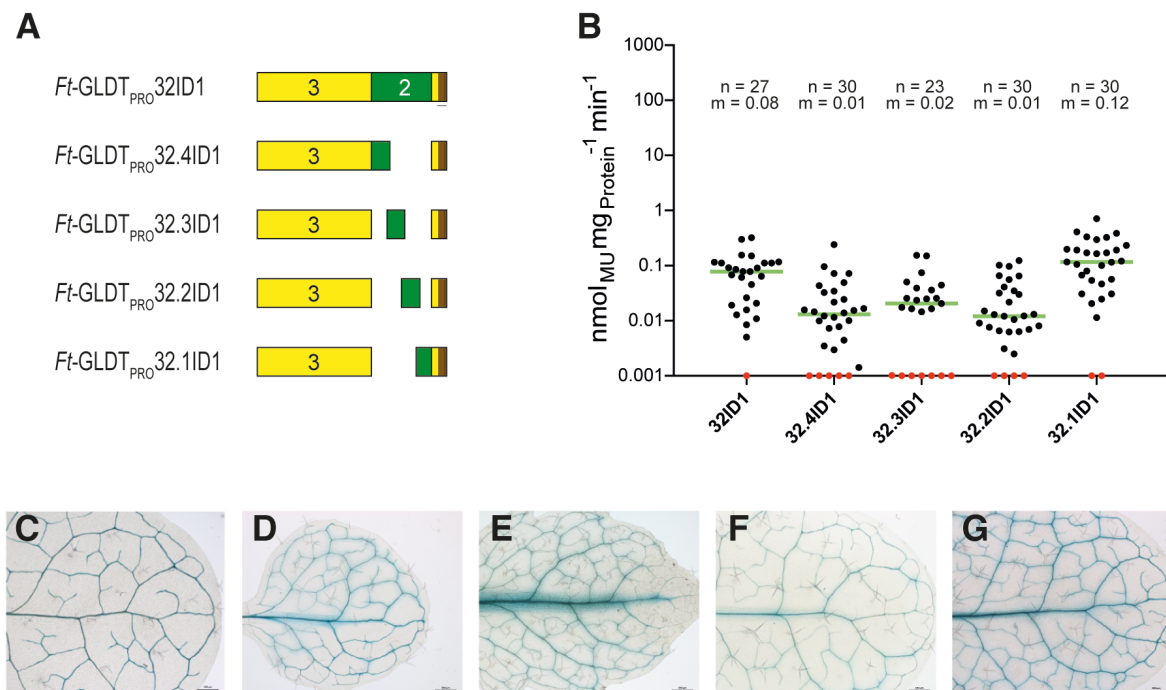 A
Ft-GLDTPRO32ID1
3 2
Ft-GLDTPRO32.4ID1
3
Ft-GLDTPRO32.3ID1
3
Ft-GLDTPRO32.2ID1
3
Ft-GLDTPRO32.1ID1
3
B
nmolMU mgProtein-1 min-1
1000
100
10
1
0.1
0.01
0.001
n = 27 n = 30 n = 23 n = 30 n = 30
m = 0.08 m = 0.01 m = 0.02 m = 0.01 m = 0.12
32ID1 32.4ID1 32.3ID1 32.2ID1 32.1ID1
C D E F G